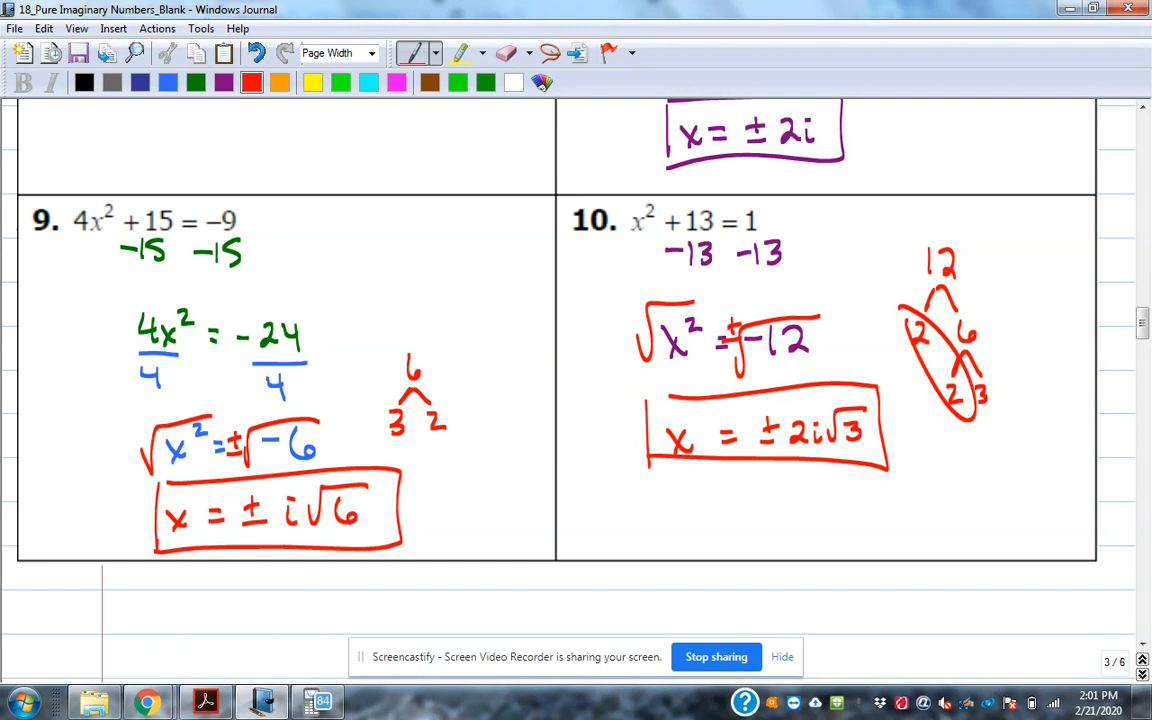 18_Pure Imaginary Numbers_Blank - Windows Journal
File Edit View Insert Actions Tools Help
Page Width
B I
x = ± 2i
9. 4x² + 15 = −9
-15 -15
4x² = -24
4 4
√x² = ±√-6
x = ± i√6
6
3 2
10. x² + 13 = 1
-13 -13
√x² = ±√-12
x = ± 2i√3
12
2 6
2 3
Screencastify - Screen Video Recorder is sharing your screen. Stop sharing Hide
3 / 6
84
2:01 PM
2/21/2020